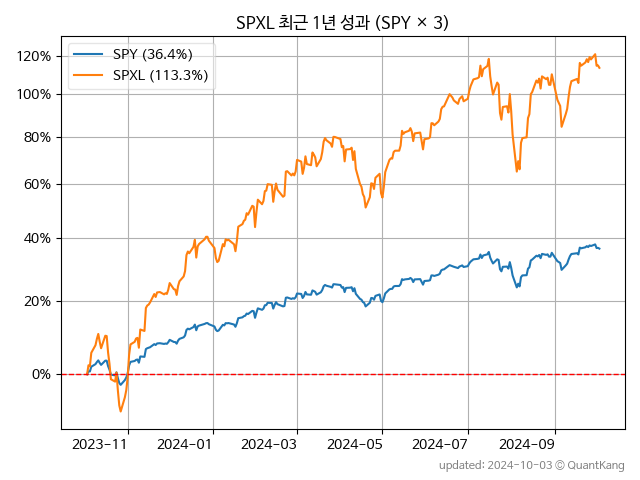 SPXL 최근 1년 성과 (SPY × 3)
SPY (36.4%)
SPXL (113.3%)
120%
100%
80%
60%
40%
20%
0%
2023-11 2024-01 2024-03 2024-05 2024-07 2024-09
updated: 2024-10-03 ⓒ QuantKang